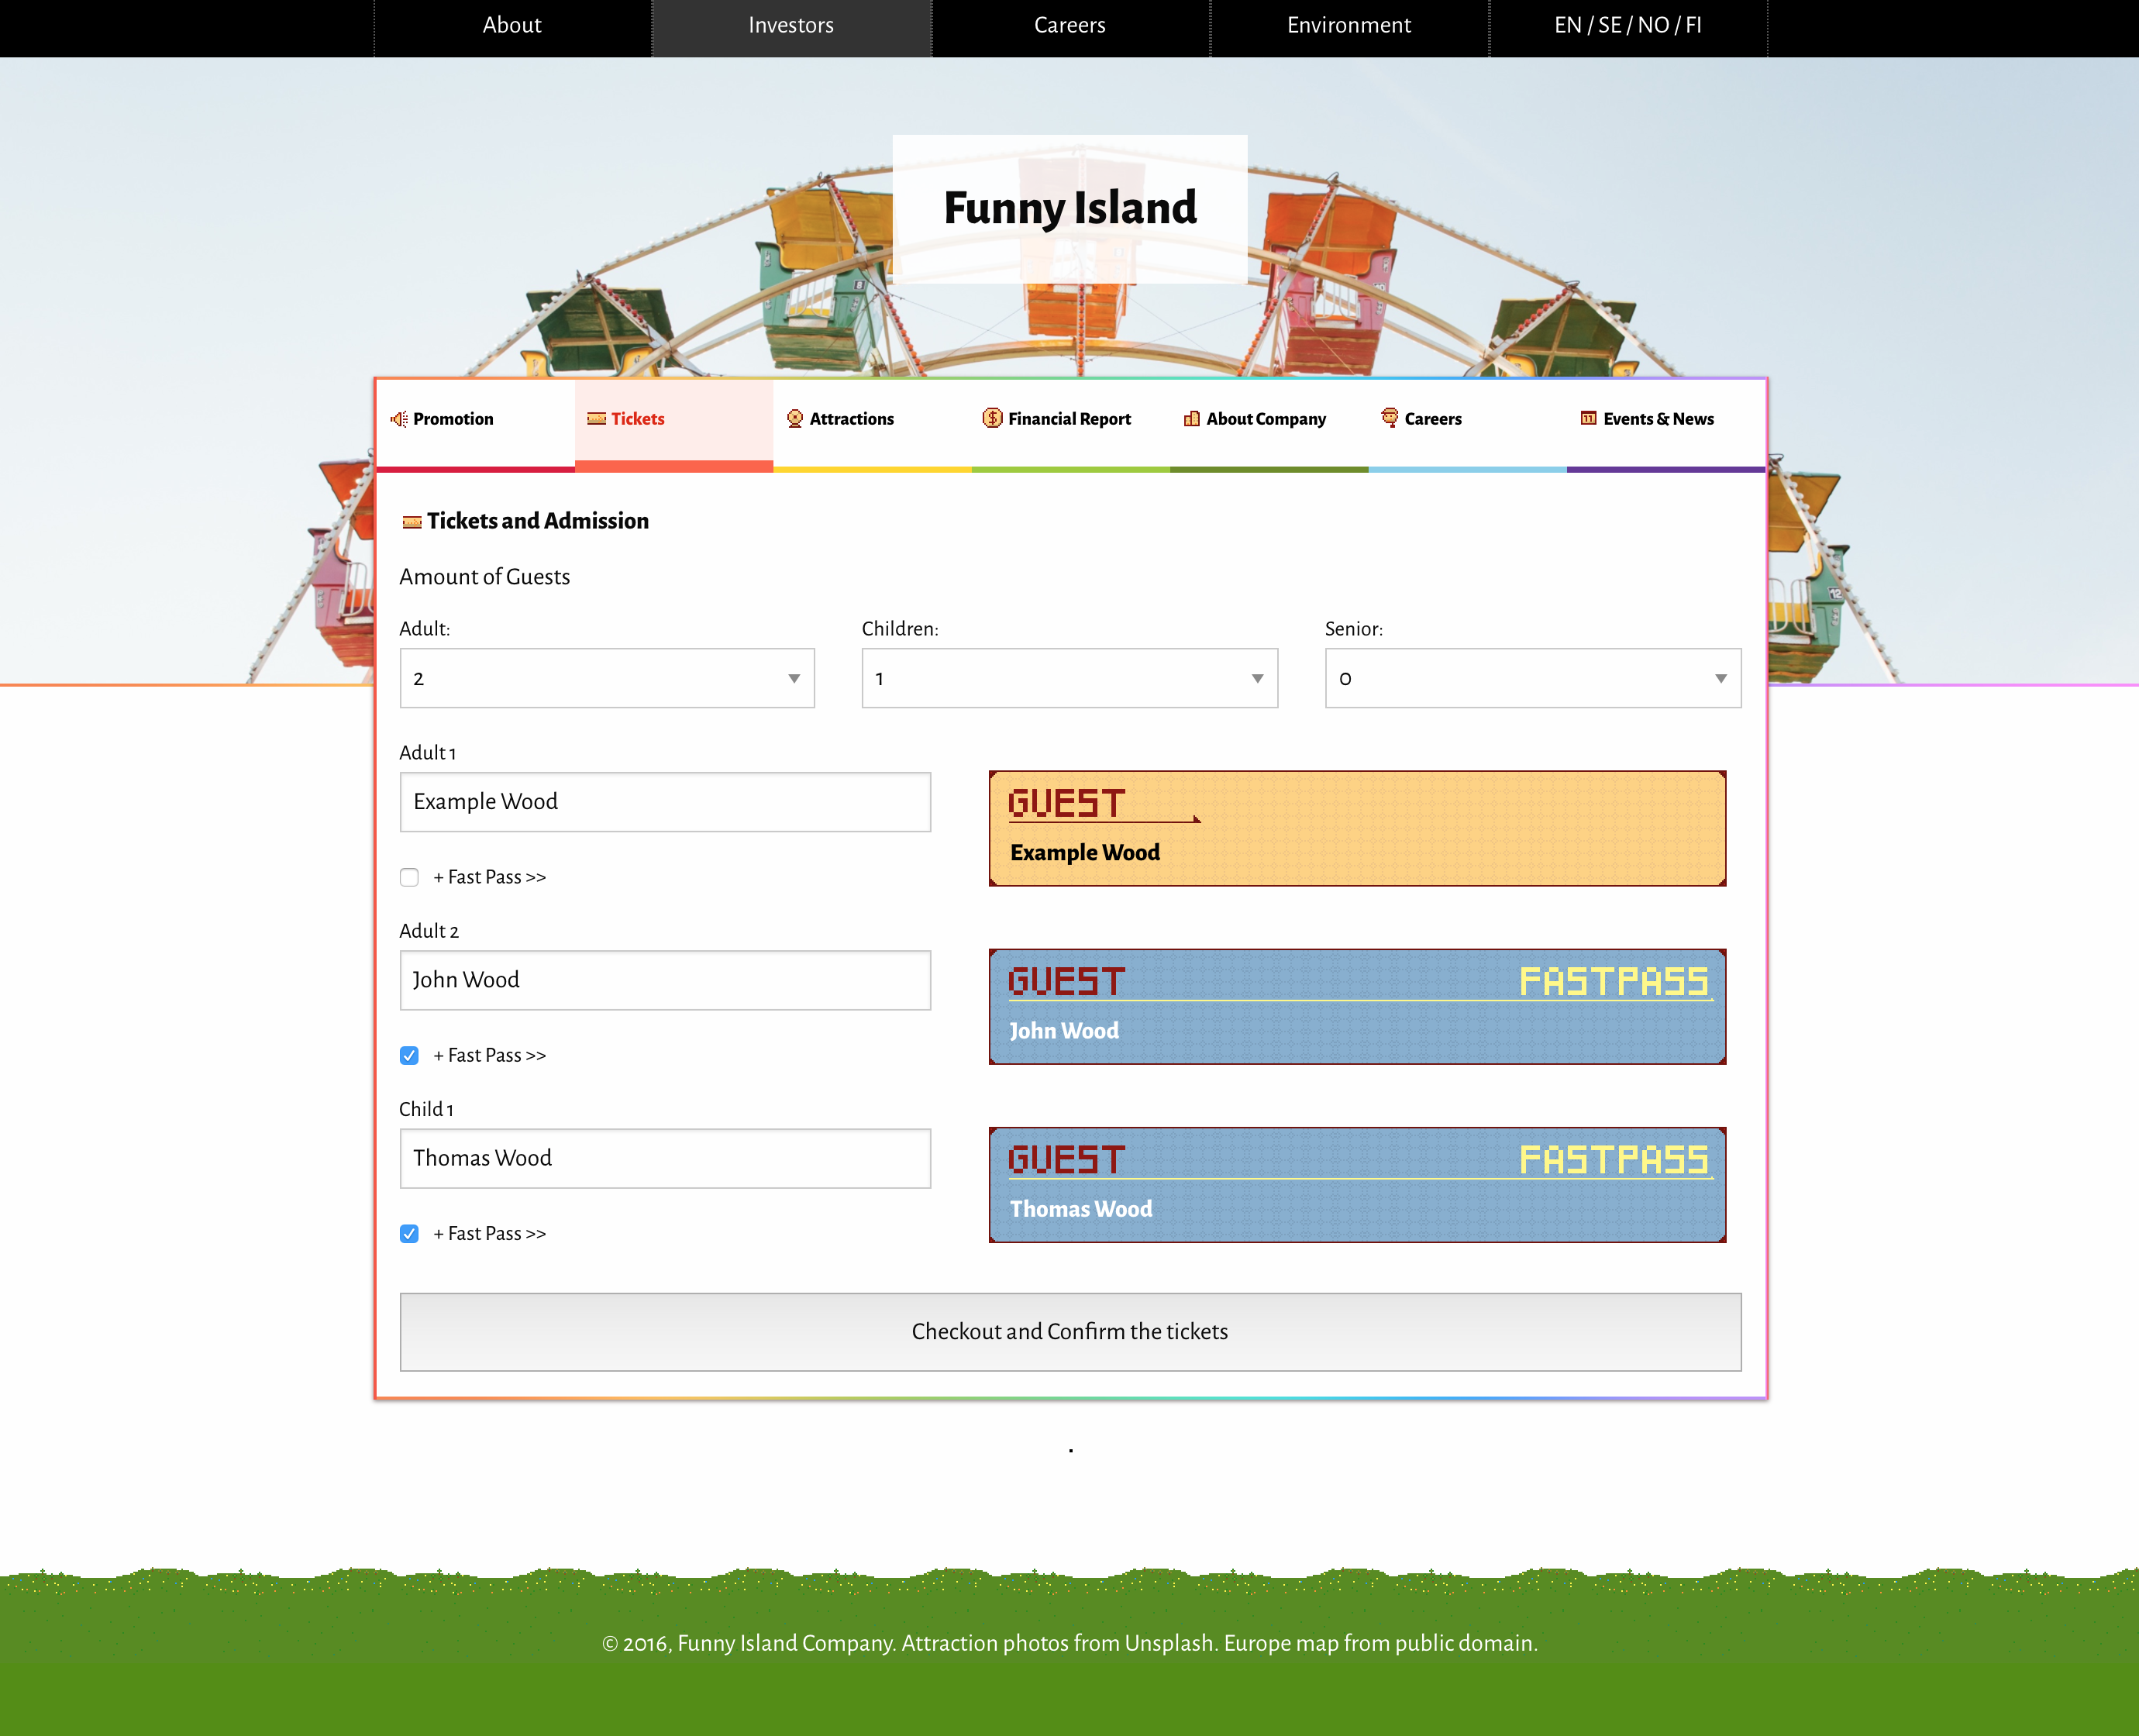 About
Investors
Careers
Environment
EN / SE / NO / FI
Funny Island
Promotion
Tickets
Attractions
Financial Report
About Company
Careers
Events & News
Tickets and Admission
Amount of Guests
Adult:
Children:
Senior:
2
1
0
Adult 1
Example Wood
GUEST
Example Wood
+ Fast Pass >>
Adult 2
John Wood
GUEST FASTPASS
John Wood
+ Fast Pass >>
Child 1
Thomas Wood
GUEST FASTPASS
Thomas Wood
+ Fast Pass >>
Checkout and Confirm the tickets
.
© 2016, Funny Island Company. Attraction photos from Unsplash. Europe map from public domain.